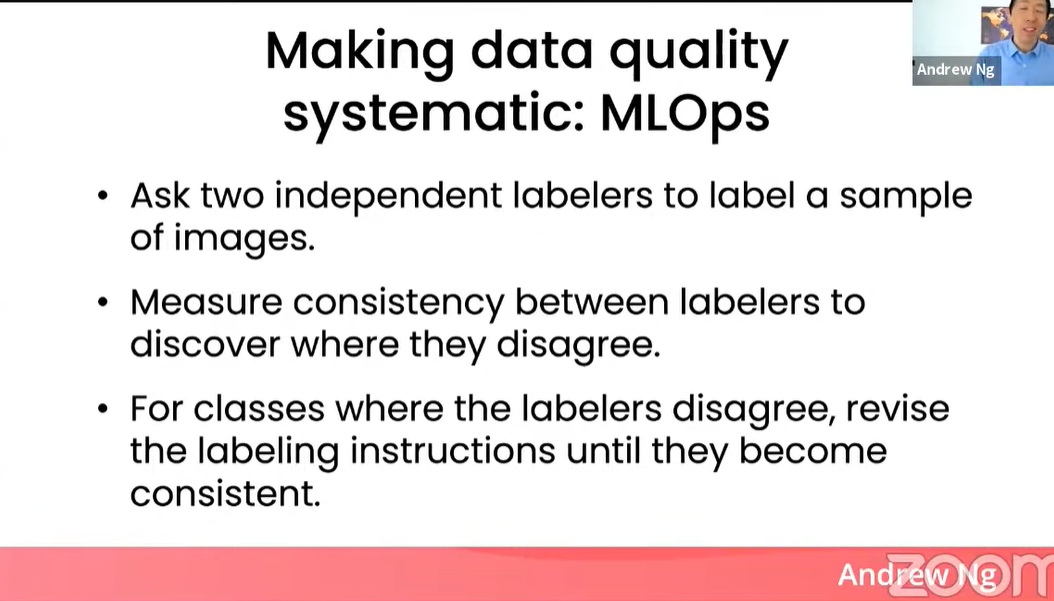 Making data quality
systematic: MLOps
Andrew Ng
• Ask two independent labelers to label a sample
of images.
• Measure consistency between labelers to
discover where they disagree.
• For classes where the labelers disagree, revise
the labeling instructions until they become
consistent.
Andrew Ng
zoom